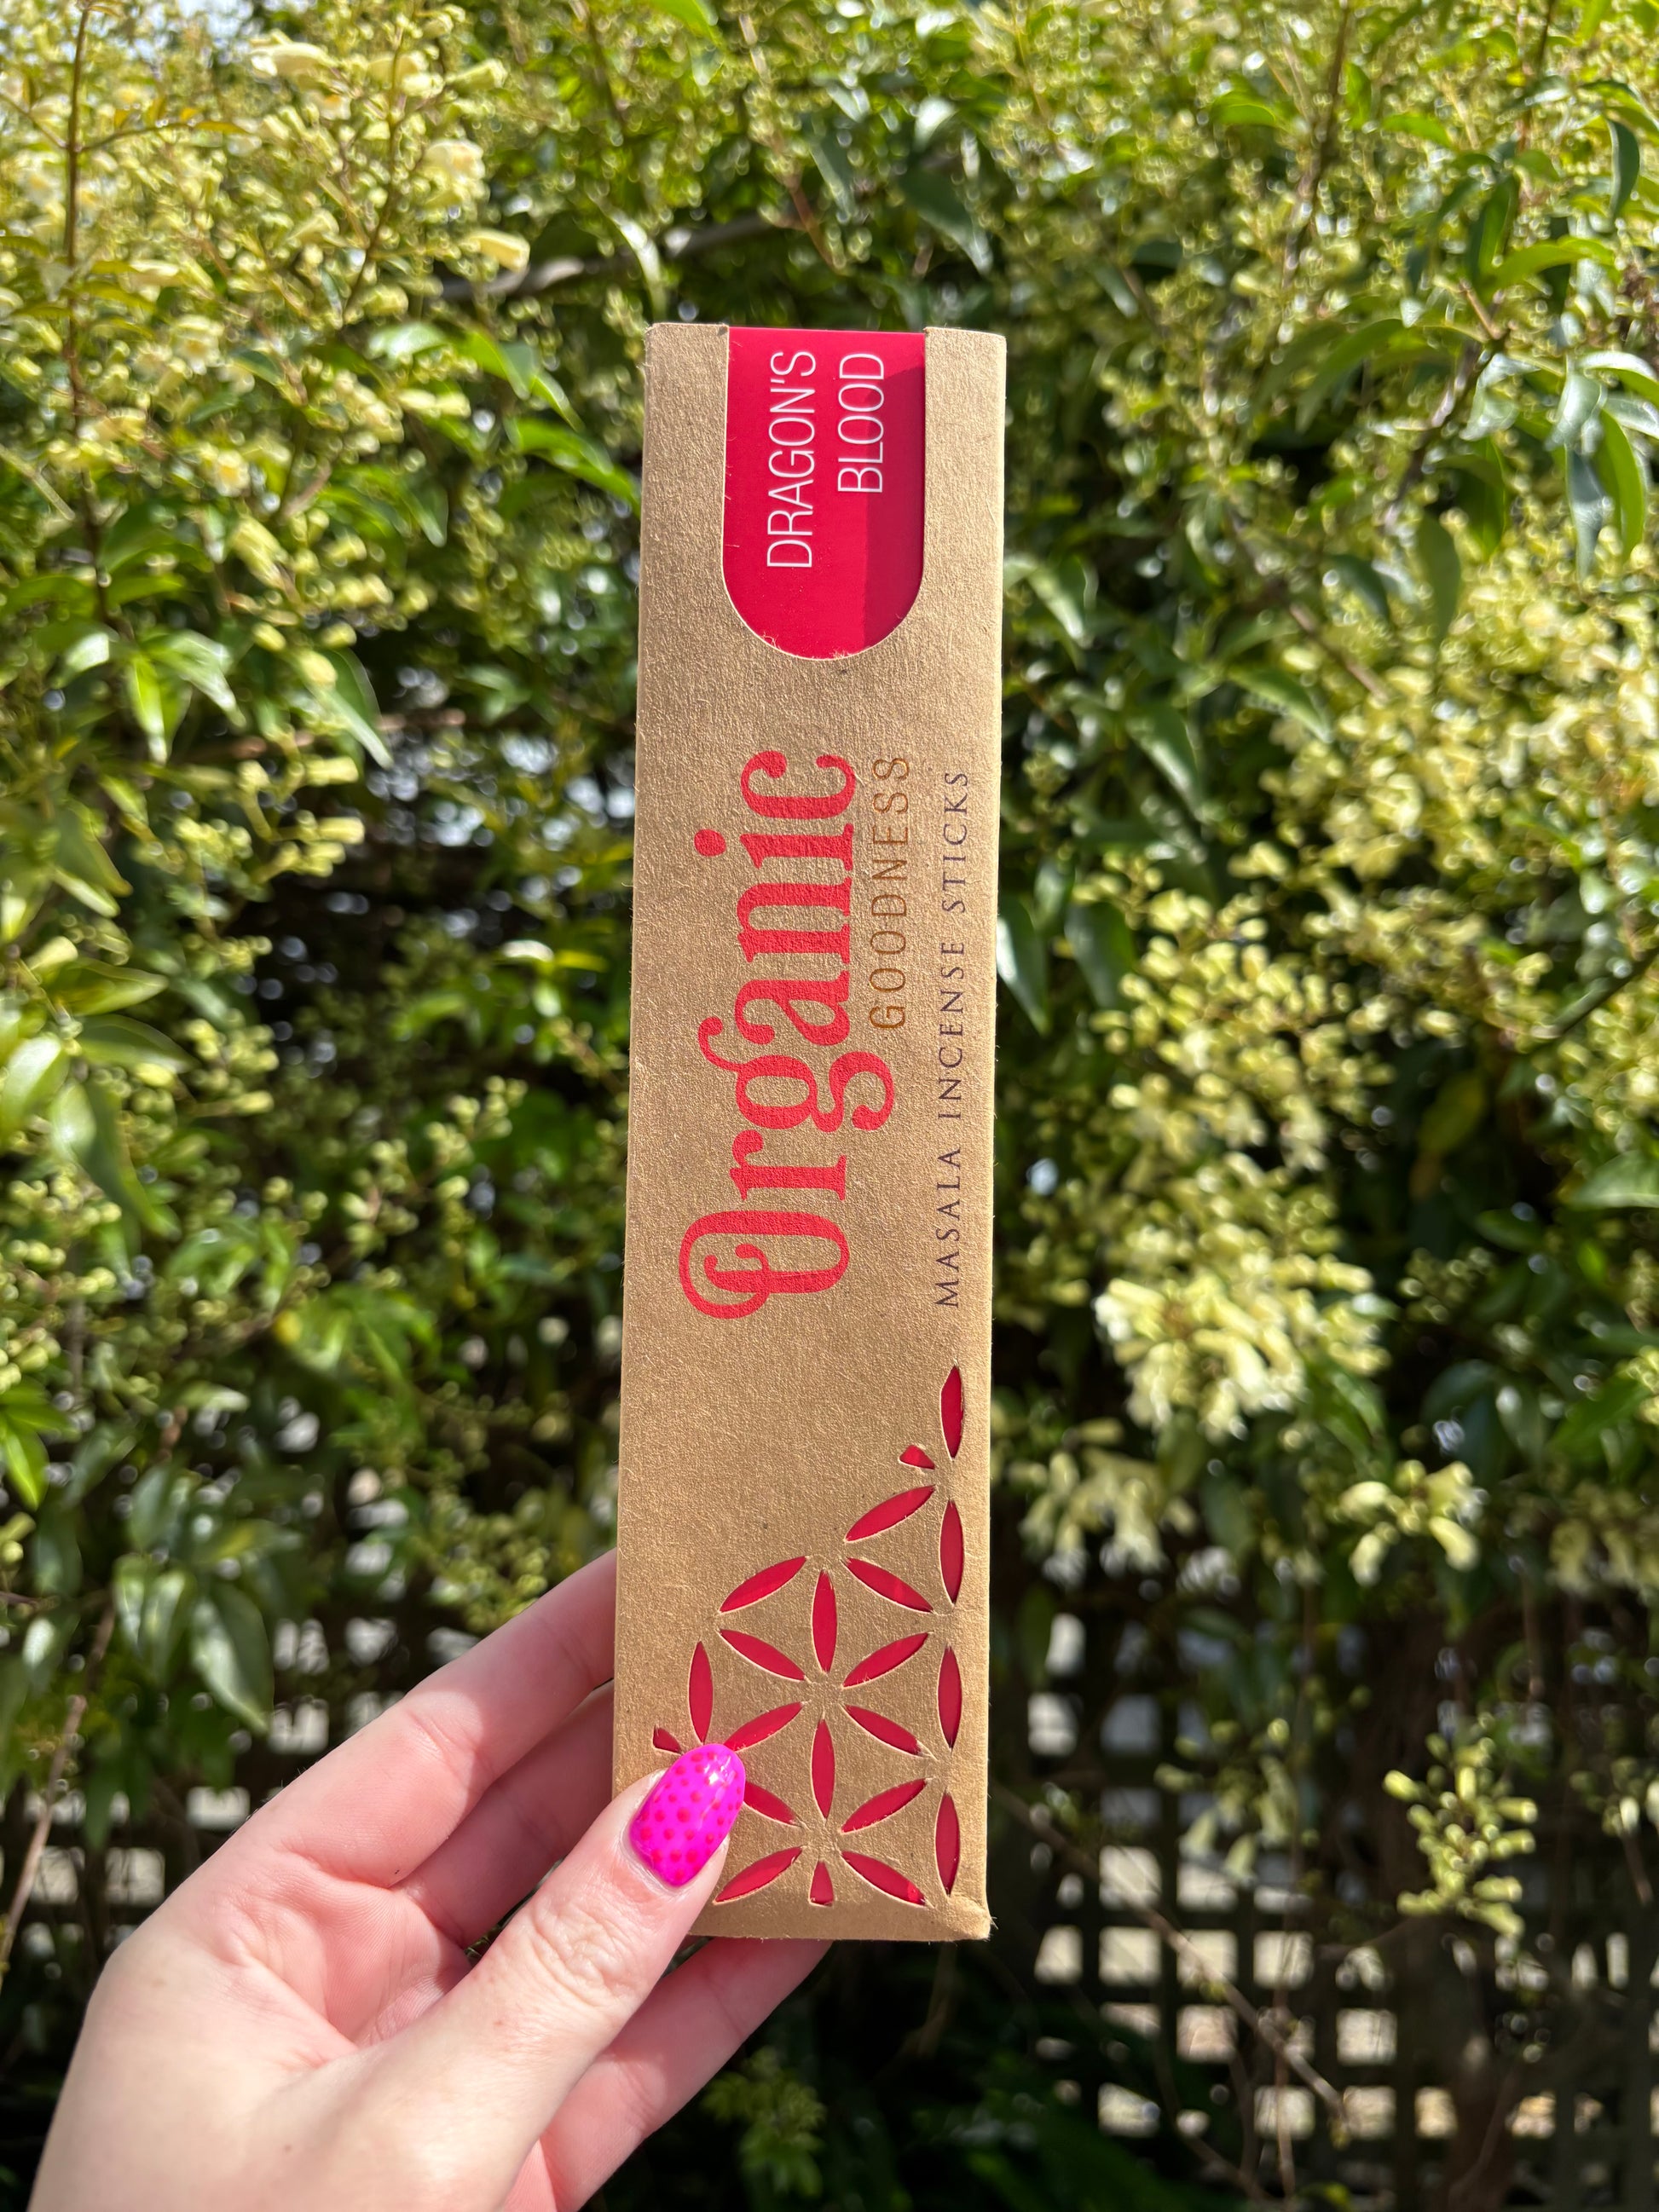 DRAGON'S
BLOOD
Organic
GOODNESS
MASALA INCENSE STICKS